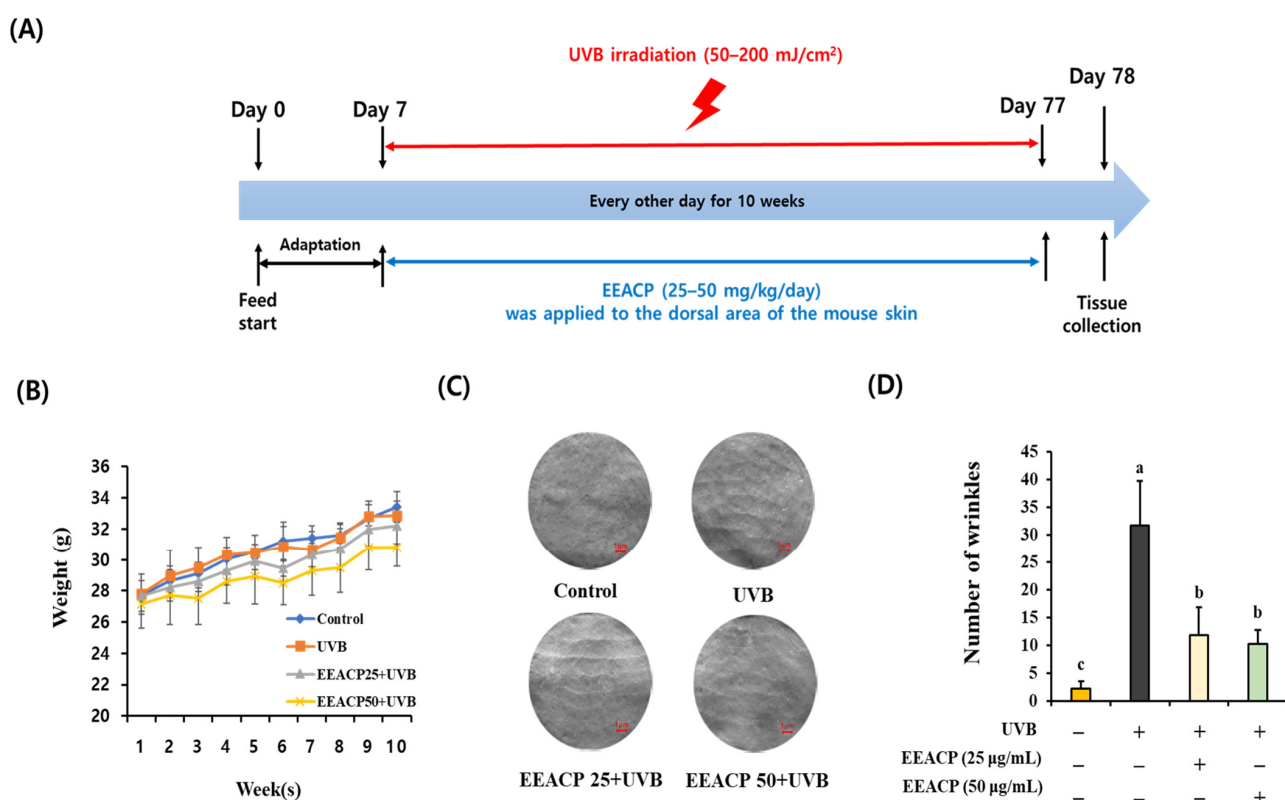 (A)
UVB irradiation (50–200 mJ/cm²)
Day 0
Day 7
Day 77
Day 78
Every other day for 10 weeks
Adaptation
Feed
start
EEACP (25–50 mg/kg/day)
was applied to the dorsal area of the mouse skin
Tissue
collection
(B)
Weight (g)
36
34
32
30
28
26
24
22
20
Control
UVB
EEACP25+UVB
EEACP50+UVB
1 2 3 4 5 6 7 8 9 10
Week(s)
(C)
Control
UVB
EEACP 25+UVB
EEACP 50+UVB
(D)
Number of wrinkles
45
40
35
30
25
20
15
10
5
0
c
a
b
b
UVB – + + +
EEACP (25 µg/mL) – – + –
EEACP (50 µg/mL) – – – +